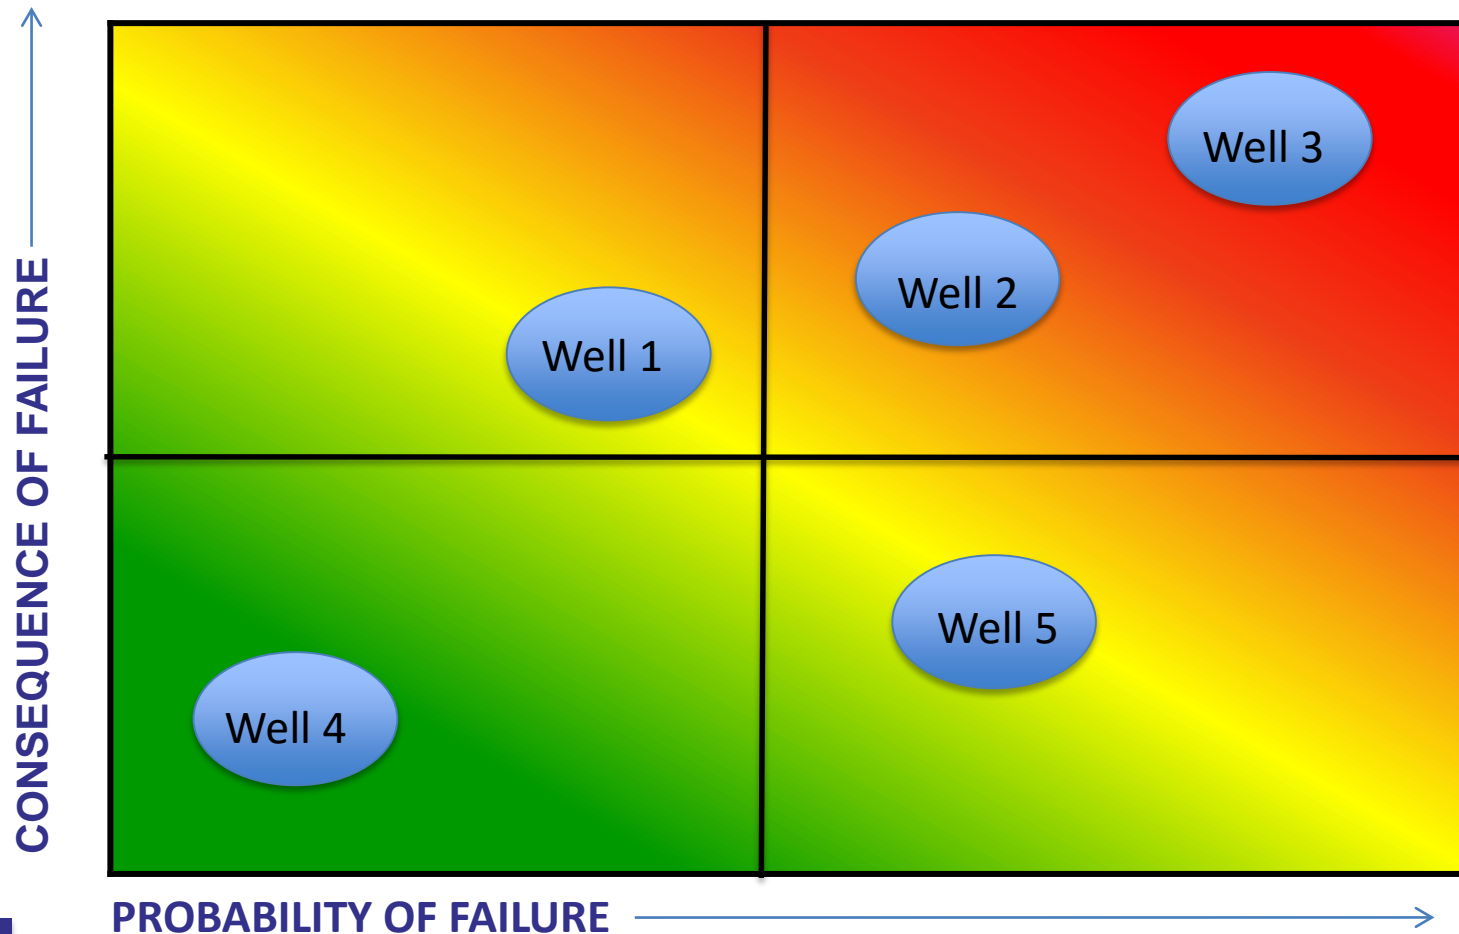 CONSEQUENCE OF FAILURE
Well 3
Well 2
Well 1
Well 5
Well 4
PROBABILITY OF FAILURE